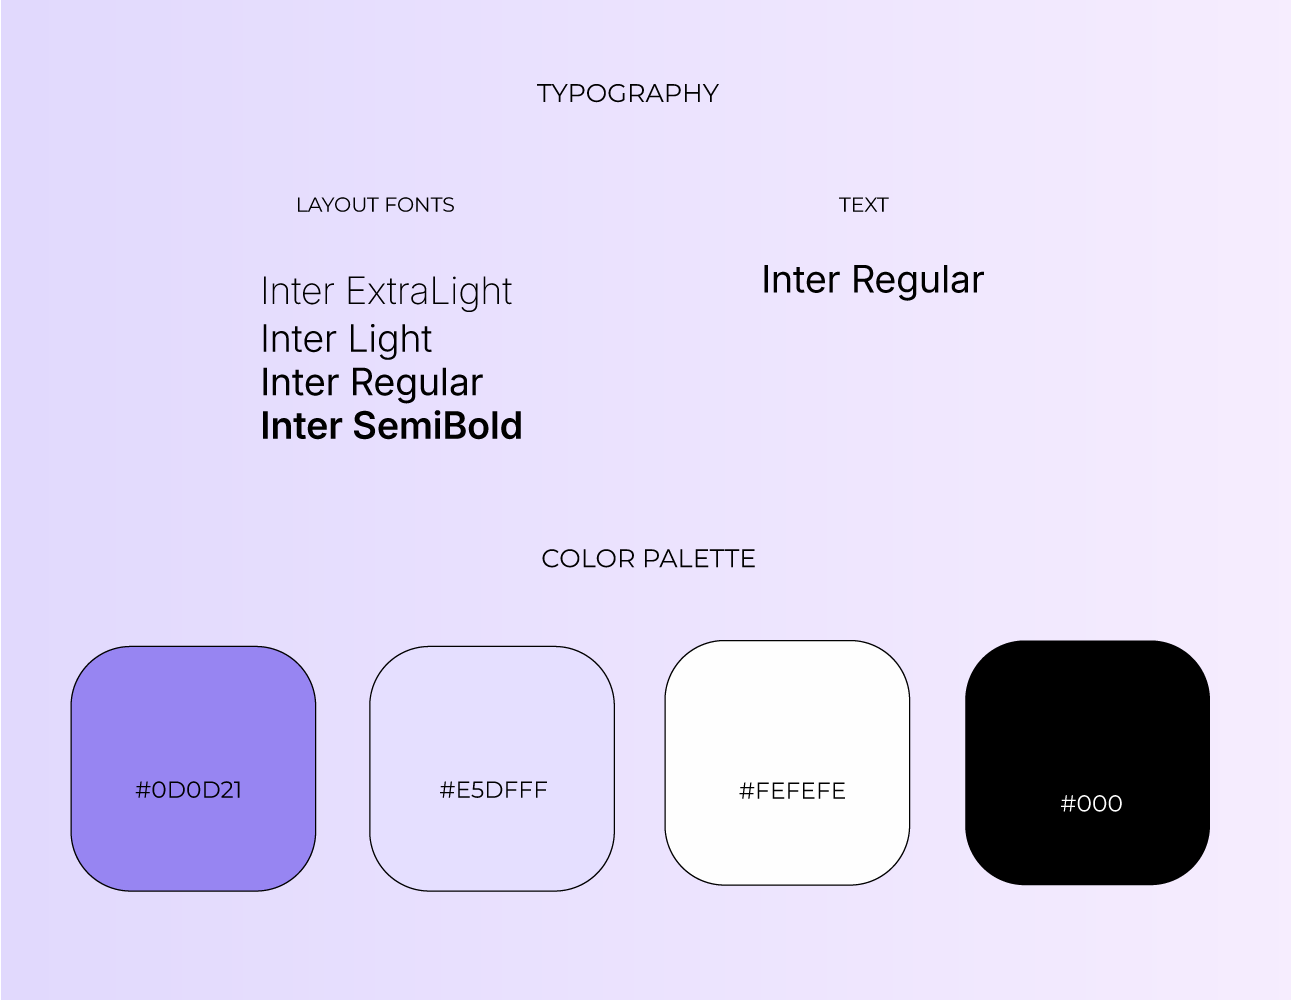 TYPOGRAPHY
LAYOUT FONTS
Inter ExtraLight
Inter Light
Inter Regular
Inter SemiBold
TEXT
Inter Regular
COLOR PALETTE
#0D0D21
#E5DFFF
#FEFEFE
#000